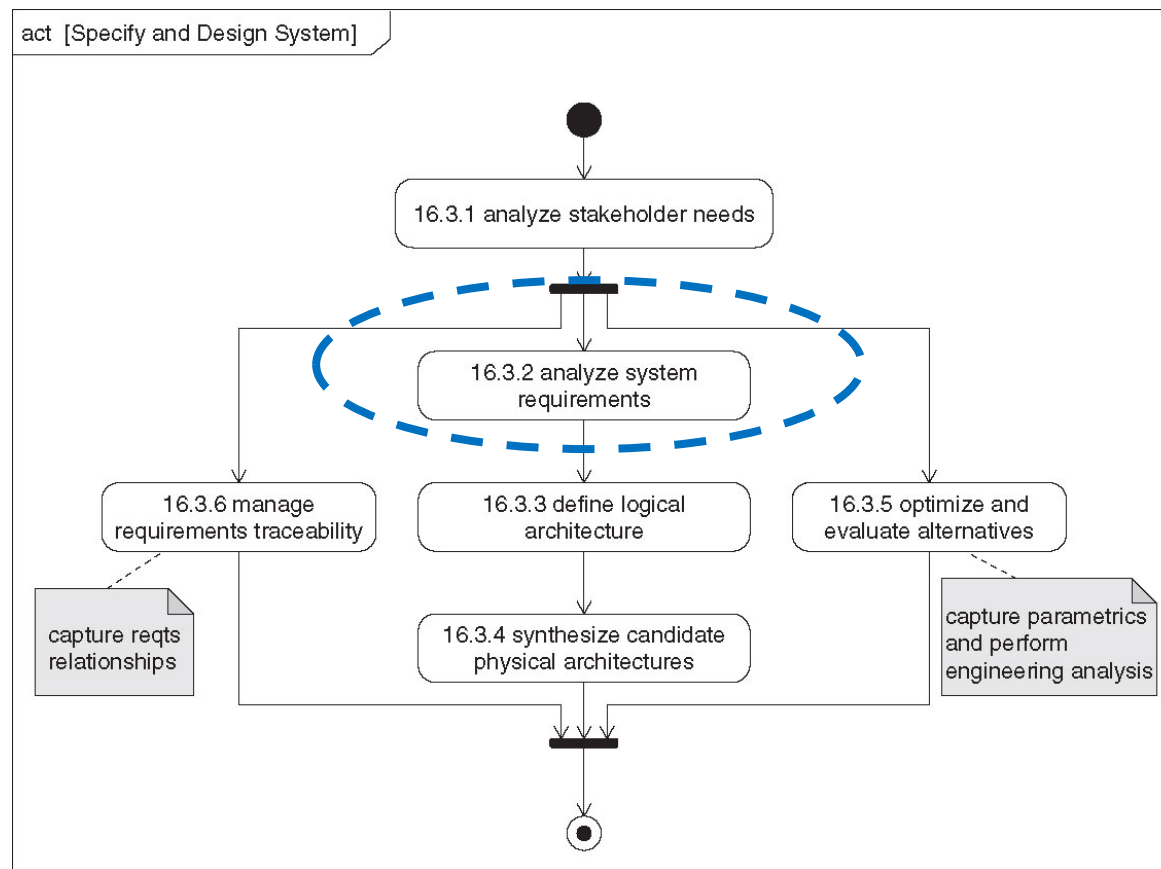 act [Specify and Design System]
16.3.1 analyze stakeholder needs
16.3.2 analyze system
requirements
16.3.6 manage
requirements traceability
16.3.3 define logical
architecture
16.3.5 optimize and
evaluate alternatives
capture reqts
relationships
16.3.4 synthesize candidate
physical architectures
capture parametrics
and perform
engineering analysis